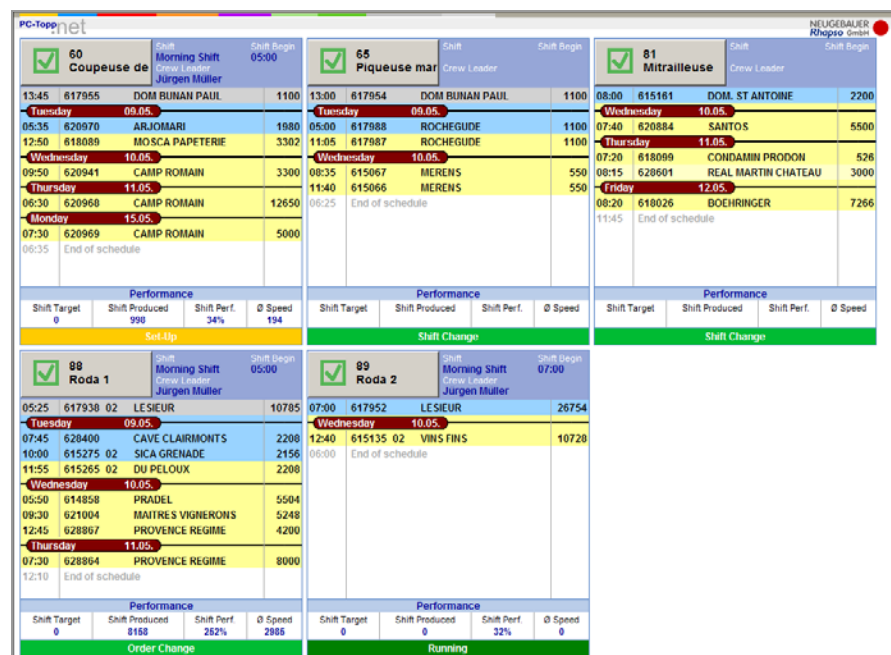 PC-Topp
.net
NEUGEBAUER
Rhapso GmbH
60
Coupeuse de
Shift
Morning Shift
Crew Leader
Jürgen Müller
Shift Begin
05:00
13:45 617955 DOM BUNAN PAUL 1100
Tuesday 09.05.
05:35 620970 ARJOMARI 1980
12:50 618089 MOSCA PAPETERIE 3302
Wednesday 10.05.
09:50 620941 CAMP ROMAIN 3300
Thursday 11.05.
06:30 620968 CAMP ROMAIN 12650
Monday 15.05.
07:30 620969 CAMP ROMAIN 5000
06:35 End of schedule
Performance
Shift Target Shift Produced Shift Perf. Ø Speed
0 998 34% 194
Set-Up
65
Piqueuse mar
Shift
Crew Leader
Shift Begin
13:00 617954 DOM BUNAN PAUL 1100
Tuesday 09.05.
05:00 617988 ROCHEGUDE 1100
11:05 617987 ROCHEGUDE 1100
Wednesday 10.05.
08:35 615067 MERENS 550
11:40 615066 MERENS 550
06:25 End of schedule
Performance
Shift Target Shift Produced Shift Perf. Ø Speed
Shift Change
81
Mitrailleuse
Shift
Crew Leader
Shift Begin
08:00 615161 DOM. ST ANTOINE 2200
Wednesday 10.05.
07:40 620884 SANTOS 5500
Thursday 11.05.
07:20 618099 CONDAMIN PRODON 526
08:15 628601 REAL MARTIN CHATEAU 3000
Friday 12.05.
08:20 618026 BOEHRINGER 7266
11:45 End of schedule
Performance
Shift Target Shift Produced Shift Perf. Ø Speed
Shift Change
88
Roda 1
Shift
Morning Shift
Crew Leader
Jürgen Müller
Shift Begin
05:00
05:25 617938 02 LESIEUR 10785
Tuesday 09.05.
07:45 628400 CAVE CLAIRMONTS 2208
10:00 615275 02 SICA GRENADE 2156
11:55 615265 02 DU PELOUX 2208
Wednesday 10.05.
05:50 614858 PRADEL 5504
09:30 621004 MAITRES VIGNERONS 5248
12:45 628867 PROVENCE REGIME 4200
Thursday 11.05.
07:30 628864 PROVENCE REGIME 8000
12:10 End of schedule
Performance
Shift Target Shift Produced Shift Perf. Ø Speed
0 8158 252% 2985
Order Change
89
Roda 2
Shift
Morning Shift
Crew Leader
Jürgen Müller
Shift Begin
07:00
07:00 617952 LESIEUR 26754
Wednesday 10.05.
12:40 615135 02 VINS FINS 10728
06:00 End of schedule
Performance
Shift Target Shift Produced Shift Perf. Ø Speed
0 0 32% 0
Running